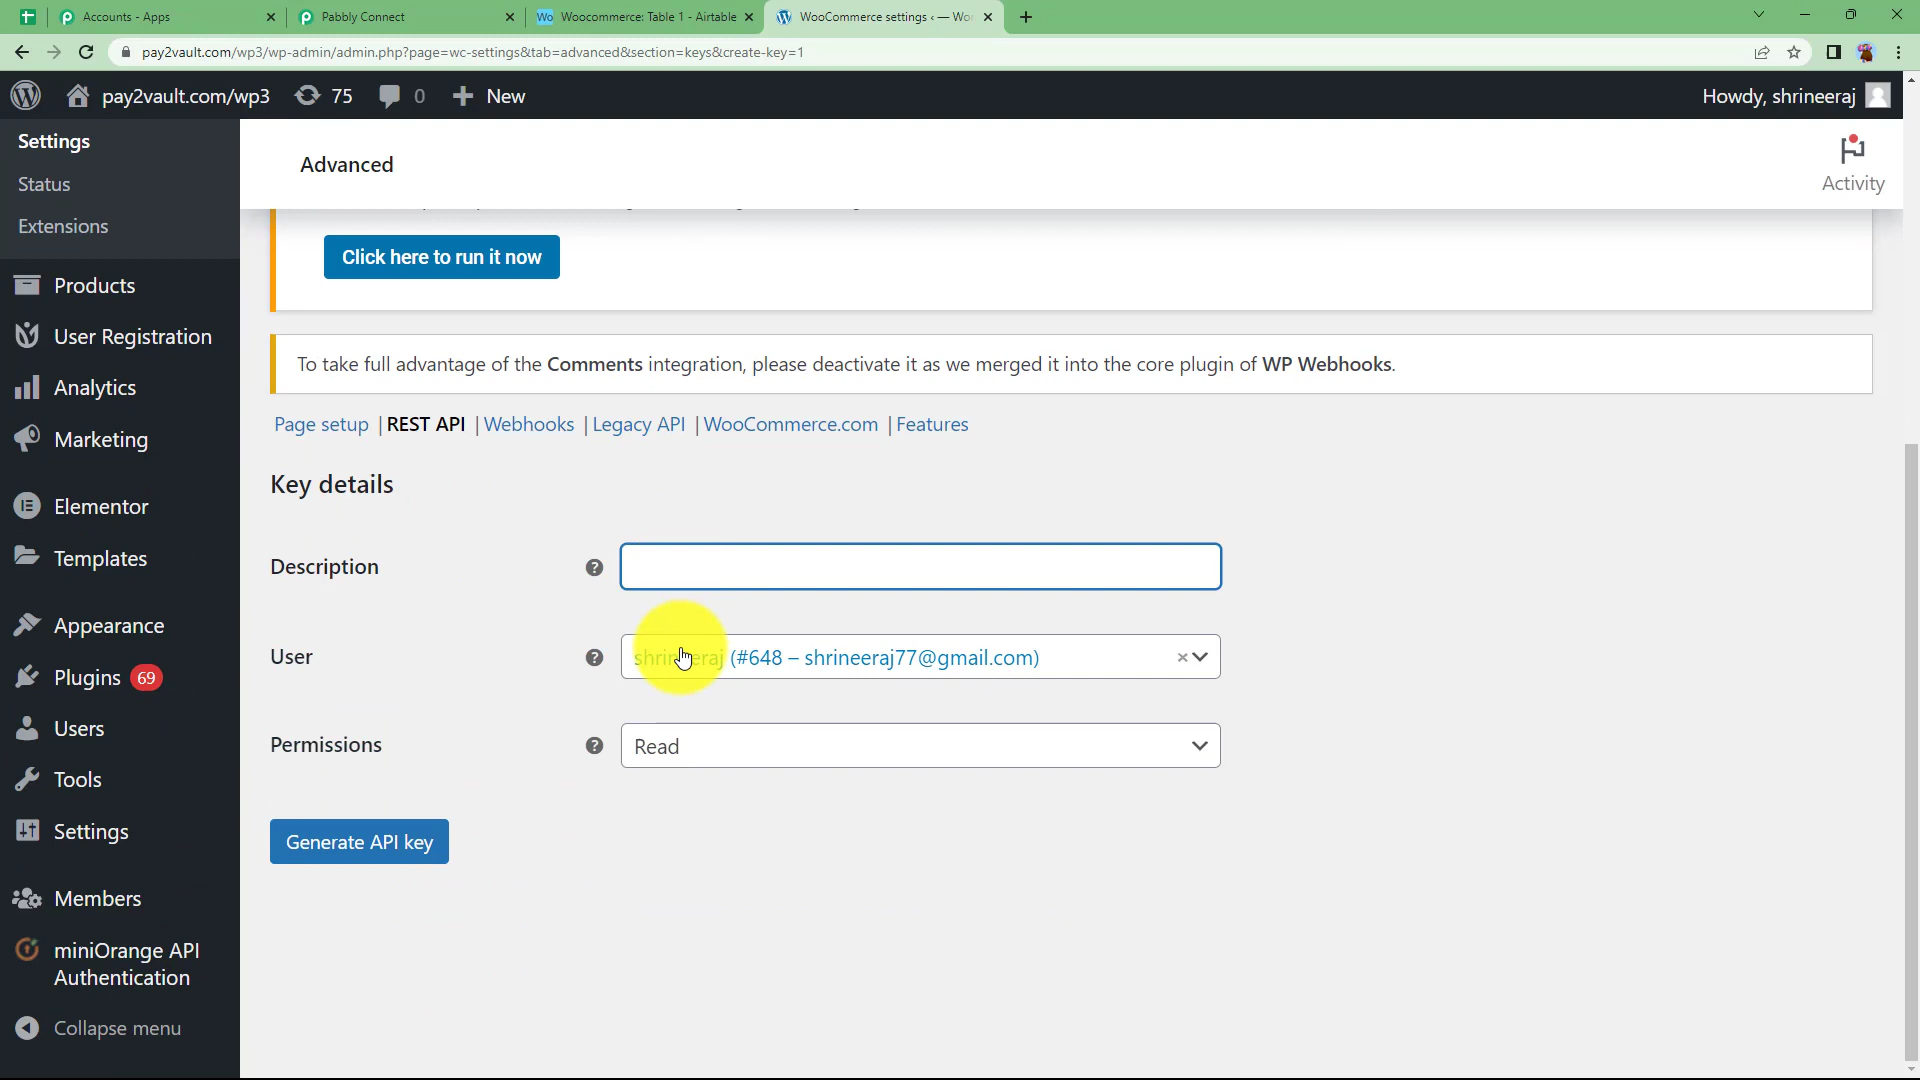 Accounts - Apps
Pabbly Connect
Woocommerce: Table 1 - Airtable
WooCommerce settings ‹ — Wo
pay2vault.com/wp3/wp-admin/admin.php?page=wc-settings&tab=advanced&section=keys&create-key=1
pay2vault.com/wp3
75
0
New
Howdy, shrineeraj
Settings
Status
Extensions
Products
User Registration
Analytics
Marketing
Elementor
Templates
Appearance
Plugins 69
Users
Tools
Settings
Members
miniOrange API
Authentication
Collapse menu
Advanced
Activity
Click here to run it now
To take full advantage of the Comments integration, please deactivate it as we merged it into the core plugin of WP Webhooks.
Page setup | REST API | Webhooks | Legacy API | WooCommerce.com | Features
Key details
Description
User
shrineeraj (#648 – shrineeraj77@gmail.com)
Permissions
Read
Generate API key